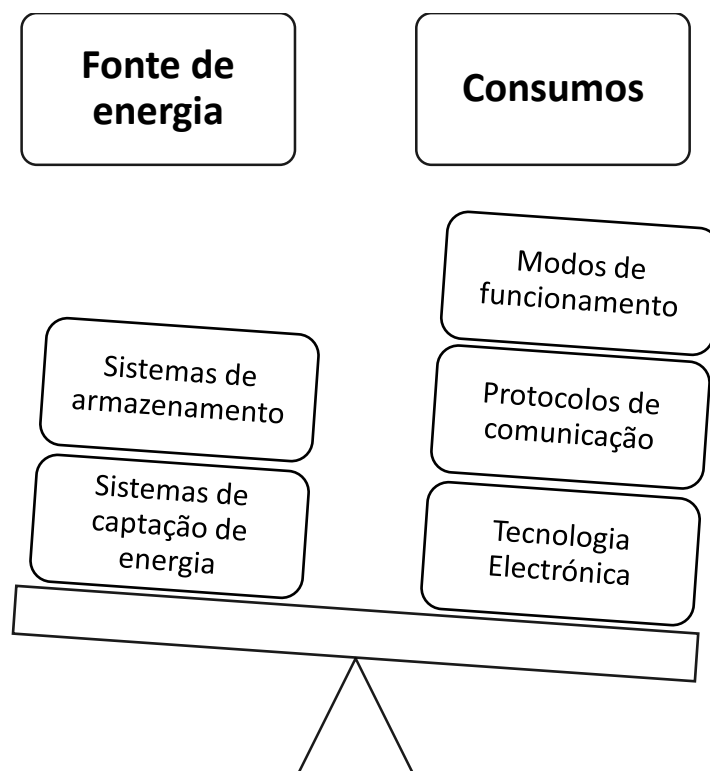 Fonte de
energia
Consumos
Modos de
funcionamento
Sistemas de
armazenamento
Protocolos de
comunicação
Sistemas de
captação de
energia
Tecnologia
Electrónica